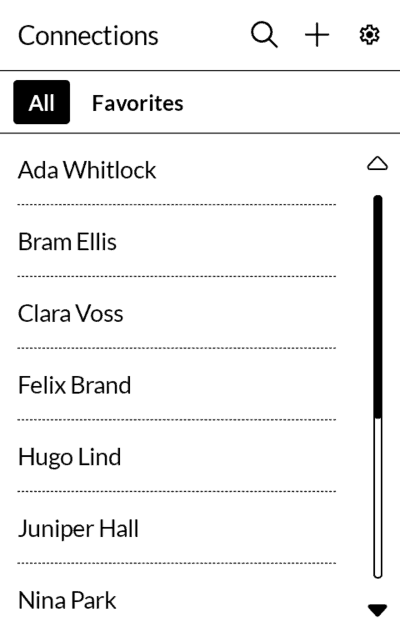 Connections
All Favorites
Ada Whitlock
Bram Ellis
Clara Voss
Felix Brand
Hugo Lind
Juniper Hall
Nina Park